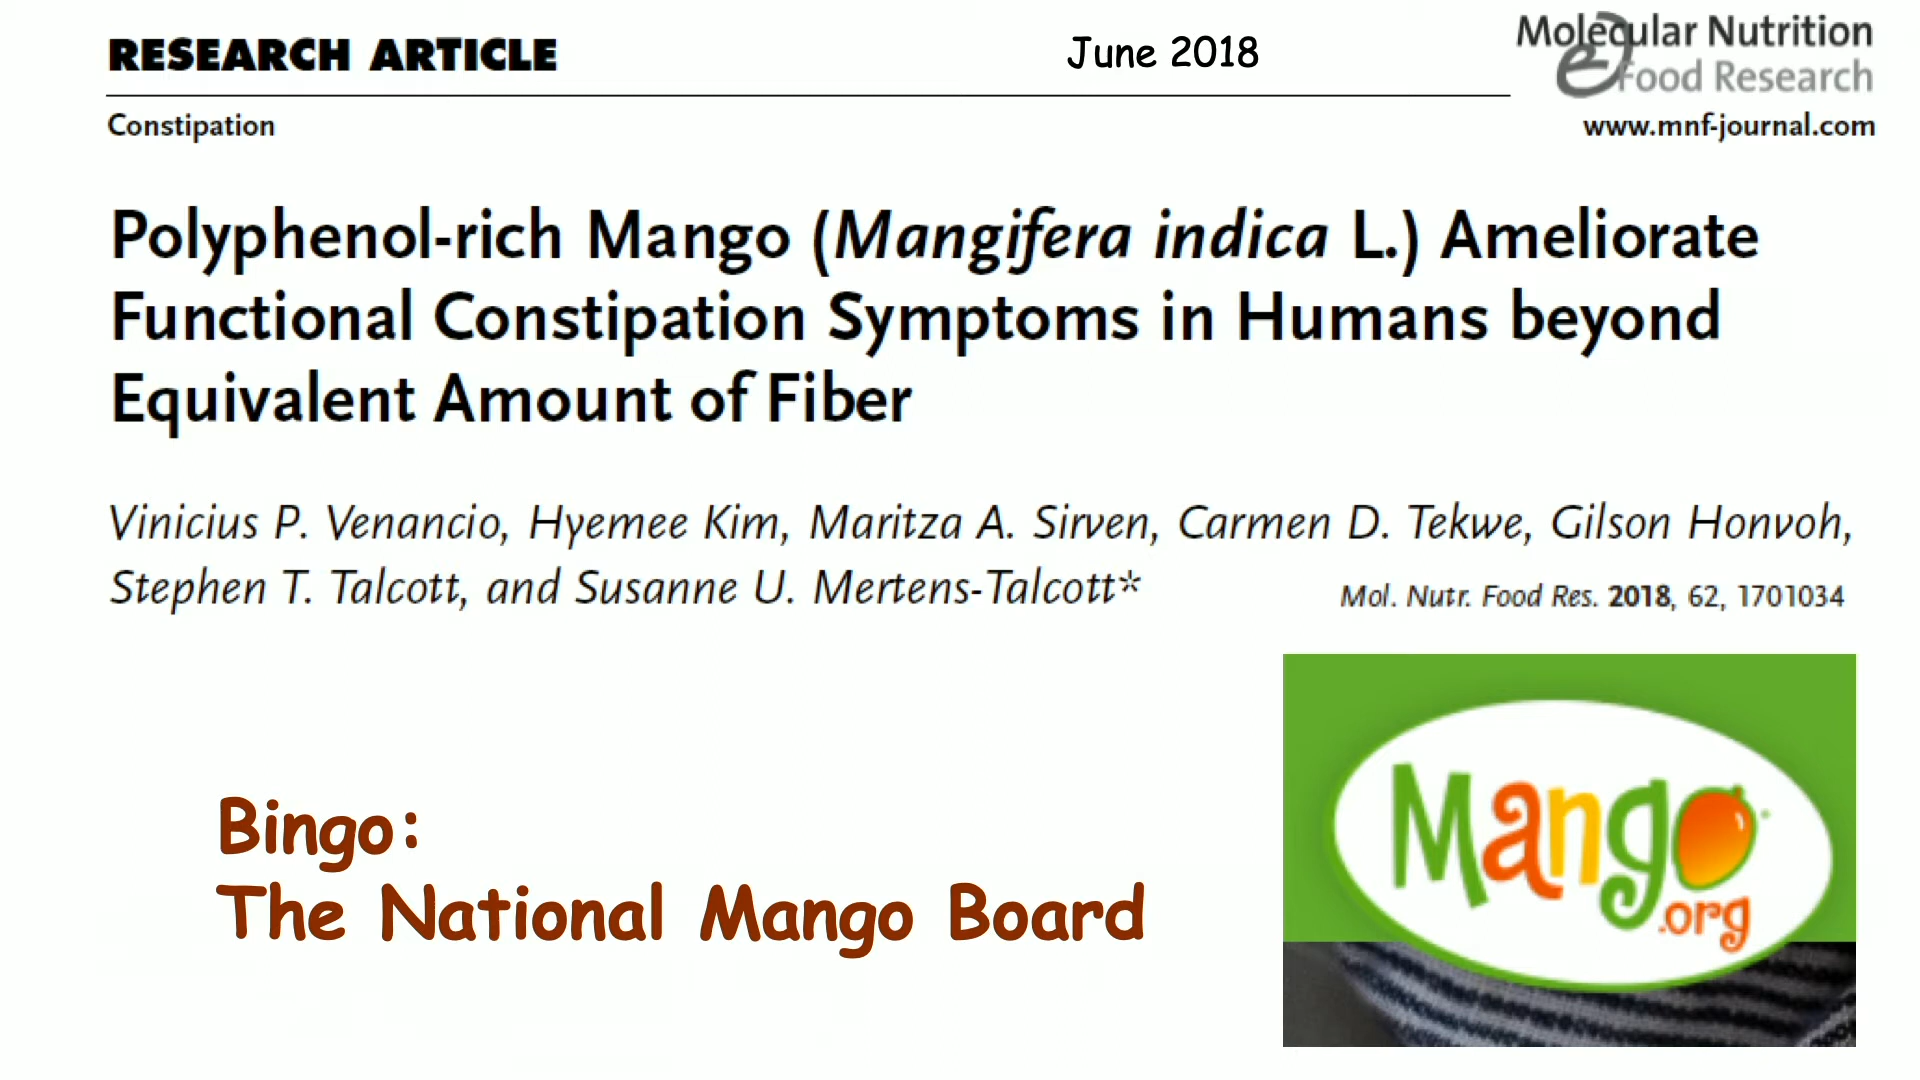 RESEARCH ARTICLE
June 2018
Molecular Nutrition
Food Research
Constipation
www.mnf-journal.com
Polyphenol-rich Mango (Mangifera indica L.) Ameliorate
Functional Constipation Symptoms in Humans beyond
Equivalent Amount of Fiber
Vinicius P. Venancio, Hyemee Kim, Maritza A. Sirven, Carmen D. Tekwe, Gilson Honvoh,
Stephen T. Talcott, and Susanne U. Mertens-Talcott*
Mol. Nutr. Food Res. 2018, 62, 1701034
Bingo:
The National Mango Board
Mango
.org